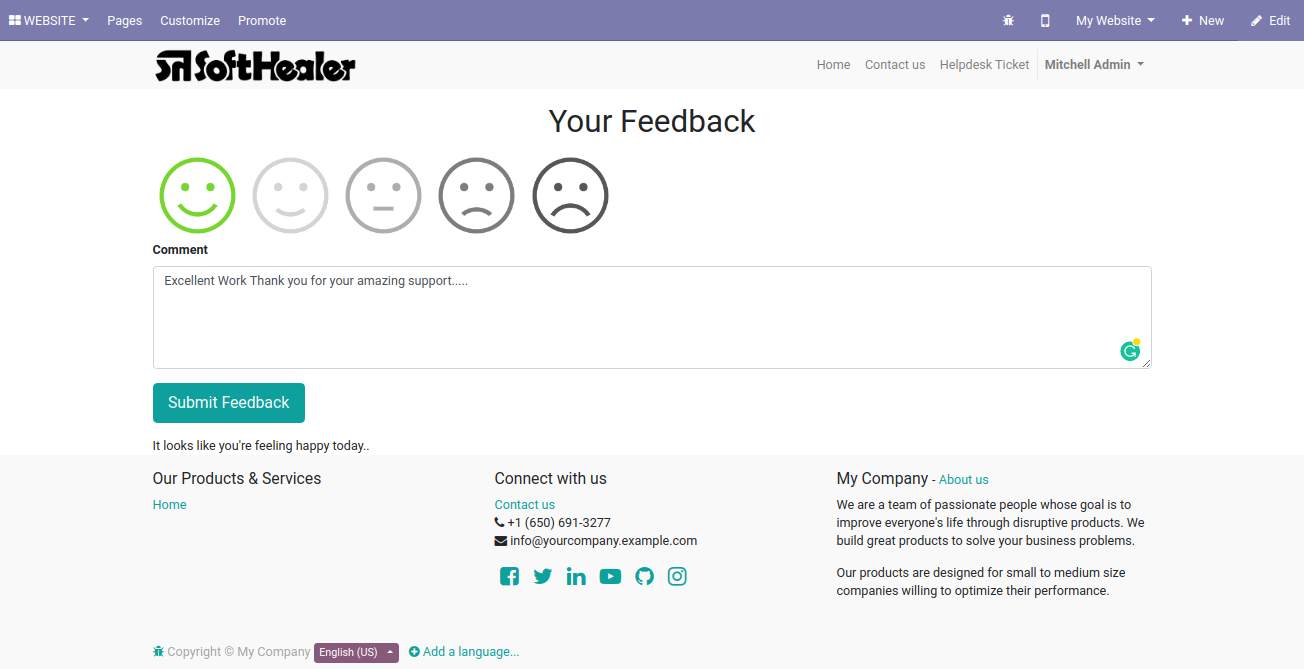 WEBSITE Pages Customize Promote My Website New Edit
SoftHealer Home Contact us Helpdesk Ticket Mitchell Admin
Your Feedback
Comment
Excellent Work Thank you for your amazing support.....
Submit Feedback
It looks like you're feeling happy today..
Our Products & Services
Home
Connect with us
Contact us
+1 (650) 691-3277
info@yourcompany.example.com
My Company - About us
We are a team of passionate people whose goal is to
improve everyone's life through disruptive products. We
build great products to solve your business problems.
Our products are designed for small to medium size
companies willing to optimize their performance.
Copyright © My Company English (US) Add a language...